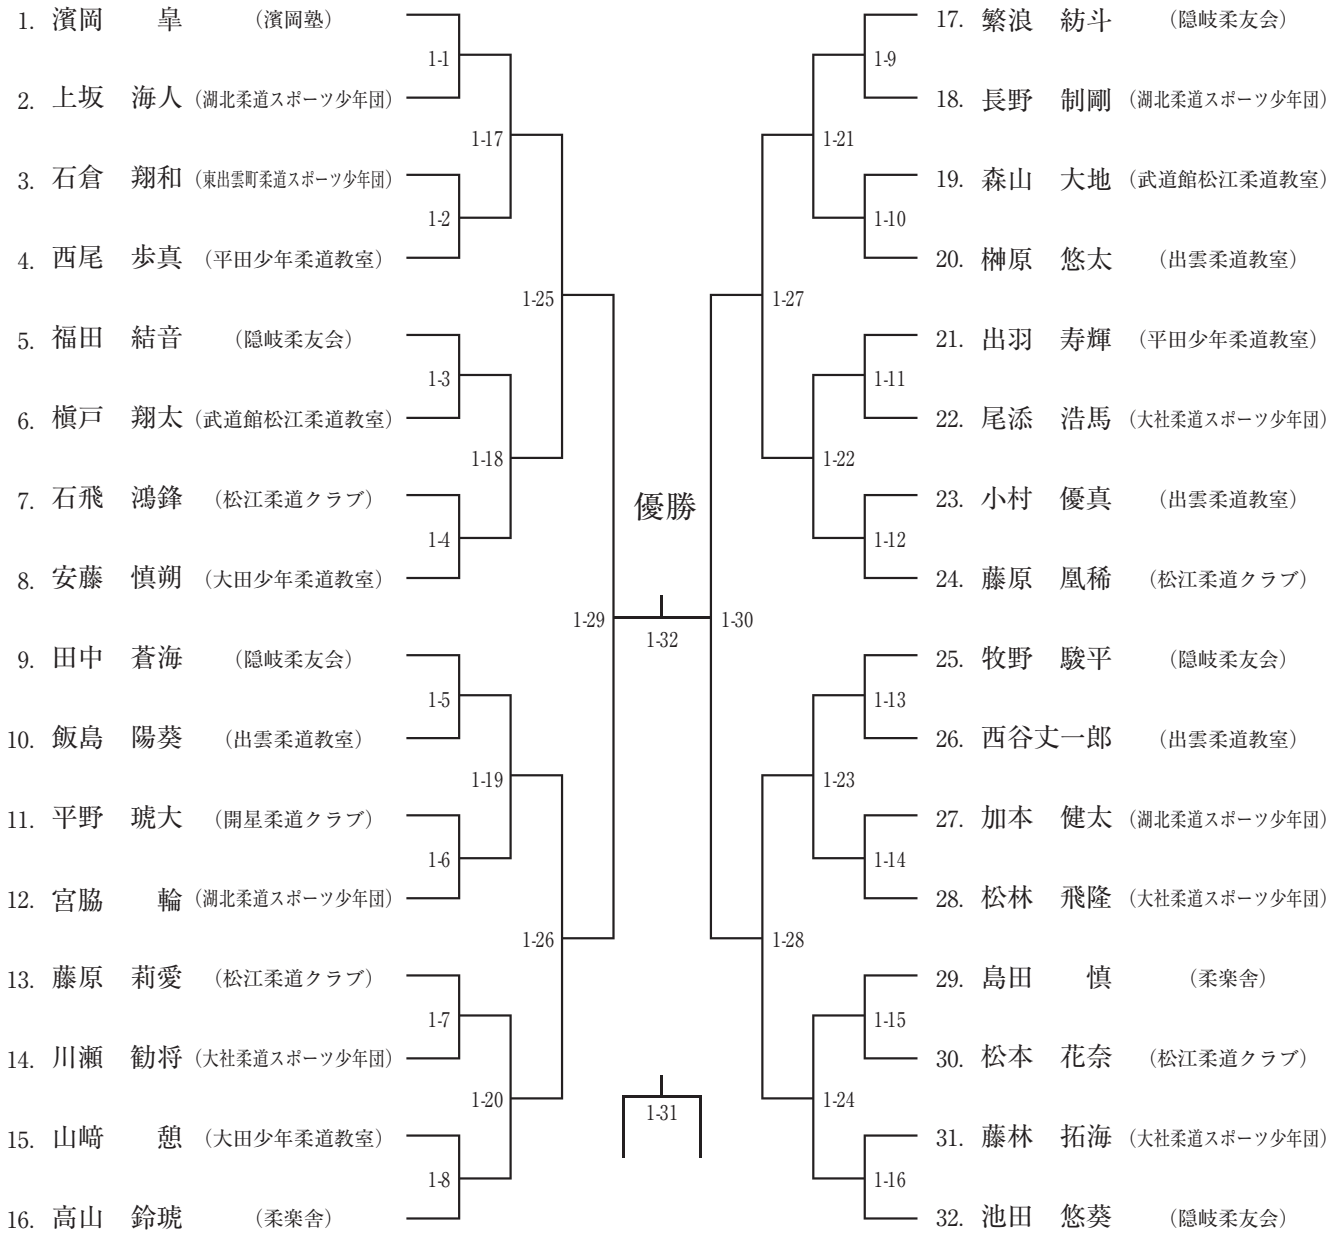 1. 濱岡　　皐　（濱岡塾）
1-1
2. 上坂　海人（湖北柔道スポーツ少年団）
1-17
3. 石倉　翔和（東出雲町柔道スポーツ少年団）
1-2
4. 西尾　歩真（平田少年柔道教室）
1-25
5. 福田　結音（隠岐柔友会）
1-3
6. 槇戸　翔太（武道館松江柔道教室）
1-18
7. 石飛　鴻鋒（松江柔道クラブ）
1-4
8. 安藤　慎朔（大田少年柔道教室）
1-29
9. 田中　蒼海（隠岐柔友会）
1-5
10. 飯島　陽葵（出雲柔道教室）
1-19
11. 平野　琥大（開星柔道クラブ）
1-6
12. 宮脇　　輪（湖北柔道スポーツ少年団）
1-26
13. 藤原　莉愛（松江柔道クラブ）
1-7
14. 川瀬　勧将（大社柔道スポーツ少年団）
1-20
15. 山﨑　　憩（大田少年柔道教室）
1-8
16. 高山　鈴琥（柔楽舎）
優勝
1-32
1-31
17. 繁浪　紡斗（隠岐柔友会）
1-9
18. 長野　制剛（湖北柔道スポーツ少年団）
1-21
19. 森山　大地（武道館松江柔道教室）
1-10
20. 榊原　悠太（出雲柔道教室）
1-27
21. 出羽　寿輝（平田少年柔道教室）
1-11
22. 尾添　浩馬（大社柔道スポーツ少年団）
1-22
23. 小村　優真（出雲柔道教室）
1-12
24. 藤原　凰稀（松江柔道クラブ）
1-30
25. 牧野　駿平（隠岐柔友会）
1-13
26. 西谷丈一郎（出雲柔道教室）
1-23
27. 加本　健太（湖北柔道スポーツ少年団）
1-14
28. 松林　飛隆（大社柔道スポーツ少年団）
1-28
29. 島田　　慎（柔楽舎）
1-15
30. 松本　花奈（松江柔道クラブ）
1-24
31. 藤林　拓海（大社柔道スポーツ少年団）
1-16
32. 池田　悠葵（隠岐柔友会）